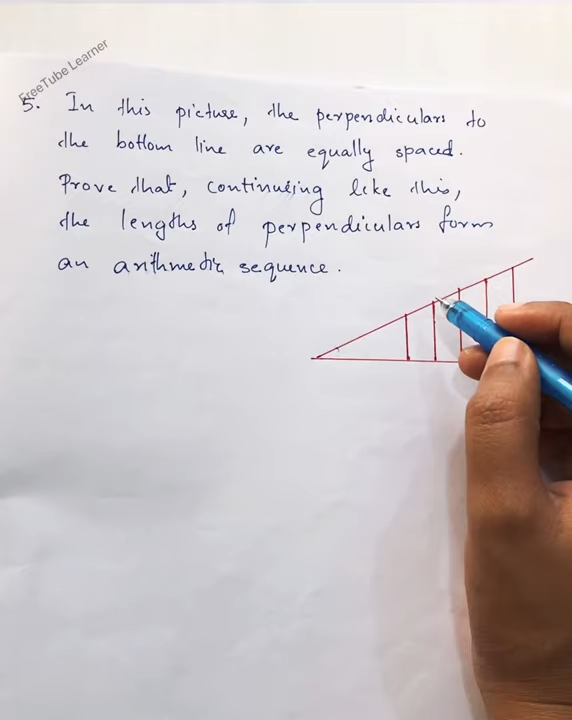 FreeTube Learner
5. In this picture, the perpendiculars to
the bottom line are equally spaced.
Prove that, continuing like this,
the lengths of perpendiculars form
an arithmetic sequence.